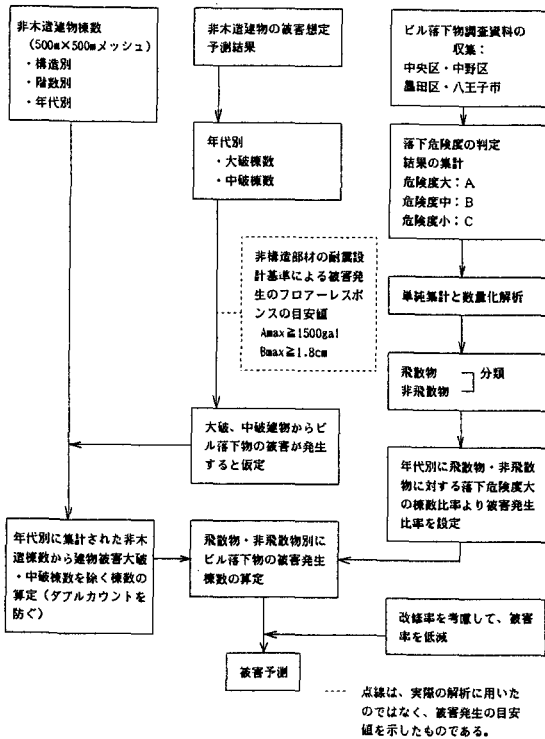 非木造建物棟数
(500m×500mメッシュ)
・構造別
・階数別
・年代別
非木造建物の被害想定
予測結果
年代別
・大破棟数
・中破棟数
非構造部材の耐震設
計基準による被害発
生のフロアーレスポ
ンスの目安値
Amax≧1500gal
Bmax≧1.8cm
大破、中破建物からビ
ル落下物の被害が発生
すると仮定
ビル落下物調査資料の
収集：
中央区・中野区
墨田区・八王子市
落下危険度の判定
結果の集計
危険度大：A
危険度中：B
危険度小：C
単純集計と数量化解析
飛散物
非飛散物
分類
年代別に飛散物・非飛散
物に対する落下危険度大
の棟数比率より被害発生
比率を設定
年代別に集計された非木
造棟数から建物被害大破
・中破棟数を除く棟数の
算定(ダブルカウントを
防ぐ)
飛散物・非飛散物別に
ビル落下物の被害発生
棟数の算定
改修率を考慮して、被害
率を低減
被害予測
点線は、実際の解析に用いた
のではなく、被害発生の目安
値を示したものである。